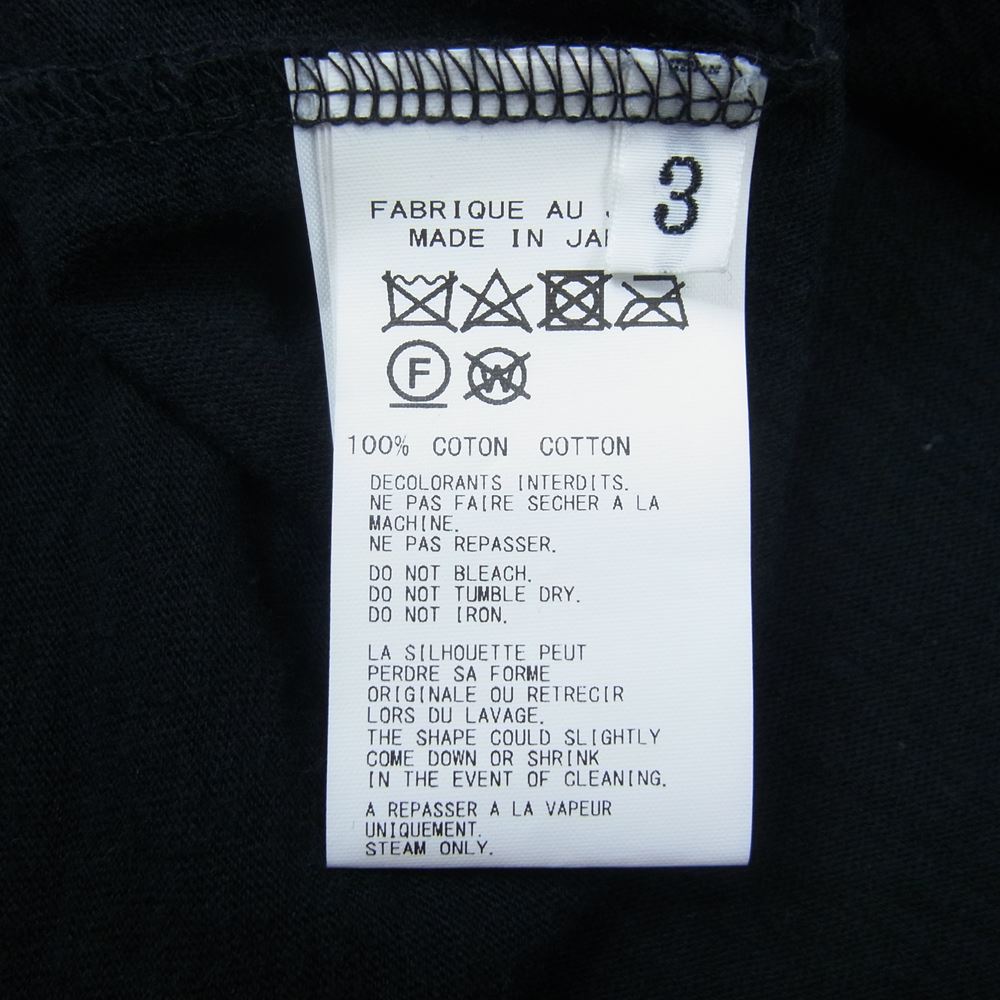 3
FABRIQUE AU
MADE IN
F
W
100% COTON COTTON
DECOLORANTS INTERDITS.
NE PAS FAIRE SECHER A LA
MACHINE.
NE PAS REPASSER.
DO NOT BLEACH.
DO NOT TUMBLE DRY.
DO NOT IRON.
LA SILHOUETTE PEUT
PERDRE SA FORME
ORIGINALE OU RETRECIR
LORS DU LAVAGE.
THE SHAPE COULD SLIGHTLY
COME DOWN OR SHRINK
IN THE EVENT OF CLEANING.
A REPASSER A LA VAPEUR
UNIQUEMENT.
STEAM ONLY.